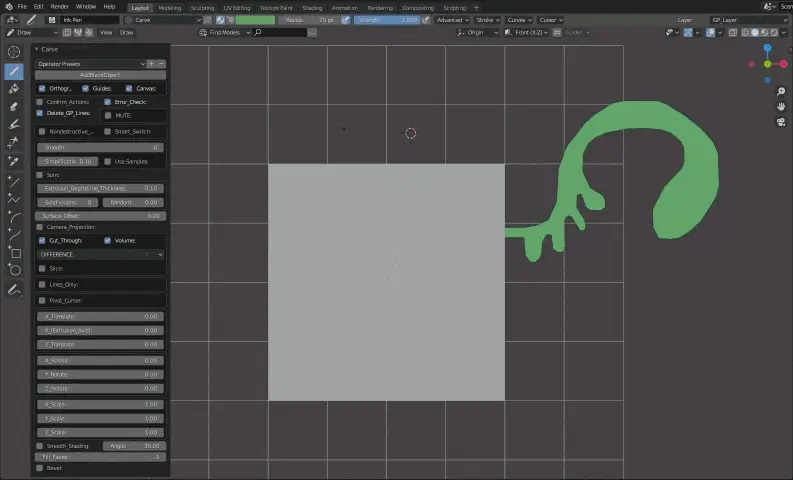 File Edit Render Window Help Layout Modeling Sculpting UV Editing Texture Paint Shading Animation Rendering Compositing Scripting + Scen
Ink Pen Carve Radius 20 px Strength 1.000 Advanced Stroke Curves Cursor Layer: GP_Layer
Draw View Draw Find Models Origin Front (X-Z) Guides
Carve
Operator Presets
AddBlankObject
Orthogr... Guides: Canvas:
Confirm_Actions: Error_Check:
Delete_GP_Lines: MUTE:
Nondestructive_... Smart_Switch:
Smooth: 0
Simplificatio 0.10 Use Samples
Spin:
Extrusion_Depth/Line_Thickness: 0.10
Subdivisions: 0 Random: 0.00
Surface_Offset: 0.00
Camera_Projection:
Cut_Through: Volume:
DIFFERENCE
Slice:
Lines_Only:
Pivot_Cursor:
X_Translate: 0.00
Y_(Extrusion_Axis): 0.00
Z_Translate 0.00
X_Rotate: 0.00
Y_Rotate: 0.00
Z_Rotate: 0.00
X_Scale: 1.00
Y_Scale: 1.00
Z_Scale: 1.00
Smooth_Shading: Angle: 30.00
Fill_Faces: .1
Bevel: